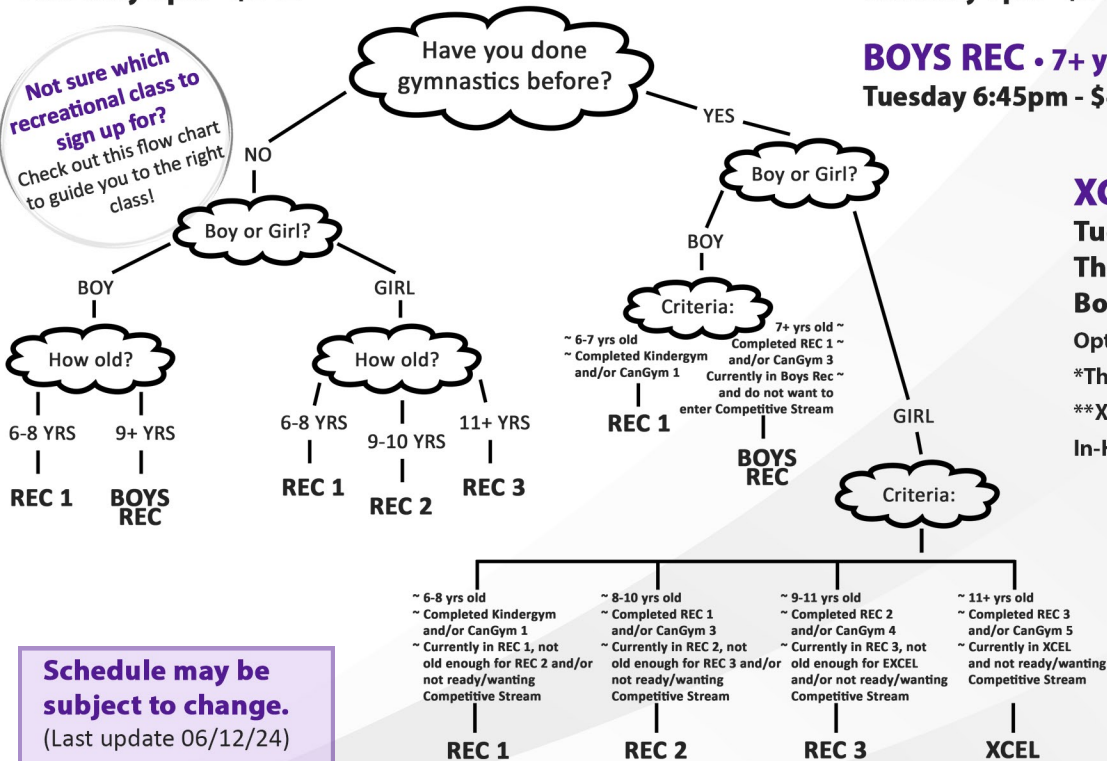 Not sure which
recreational class to
sign up for?
Check out this flow chart
to guide you to the right
class!
Have you done
gymnastics before?
BOYS REC • 7+ y
Tuesday 6:45pm - $
NO
YES
Boy or Girl?
Boy or Girl?
BOY
GIRL
How old?
How old?
6-8 YRS
9+ YRS
REC 1
BOYS
REC
6-8 YRS
9-10 YRS
11+ YRS
REC 1
REC 2
REC 3
BOY
Criteria:
~ 6-7 yrs old
~ Completed Kindergym
and/or CanGym 1
REC 1
7+ yrs old ~
Completed REC 1 ~
and/or CanGym 3
Currently in Boys Rec ~
and do not want to
enter Competitive Stream
BOYS
REC
GIRL
Criteria:
~ 6-8 yrs old
~ Completed Kindergym
and/or CanGym 1
~ Currently in REC 1, not
old enough for REC 2 and/or
not ready/wanting
Competitive Stream
REC 1
~ 8-10 yrs old
~ Completed REC 1
and/or CanGym 3
~ Currently in REC 2, not
old enough for REC 3 and/or
not ready/wanting
Competitive Stream
REC 2
~ 9-11 yrs old
~ Completed REC 2
and/or CanGym 4
~ Currently in REC 3, not
old enough for EXCEL
and/or not ready/wanting
Competitive Stream
REC 3
~ 11+ yrs old
~ Completed REC 3
and/or CanGym 5
~ Currently in XCEL
and not ready/wanting
Competitive Stream
XCEL
XC
Tu
Th
Bo
Opt
*Th
**X
In-H
Schedule may be
subject to change.
(Last update 06/12/24)